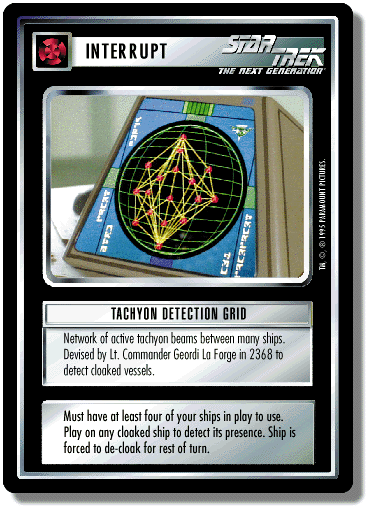 INTERRUPT
STAR TREK
THE NEXT GENERATION®
TM, ©, ® 1995 PARAMOUNT PICTURES.
TACHYON DETECTION GRID
Network of active tachyon beams between many ships.
Devised by Lt. Commander Geordi La Forge in 2368 to
detect cloaked vessels.
Must have at least four of your ships in play to use.
Play on any cloaked ship to detect its presence. Ship is
forced to de-cloak for rest of turn.